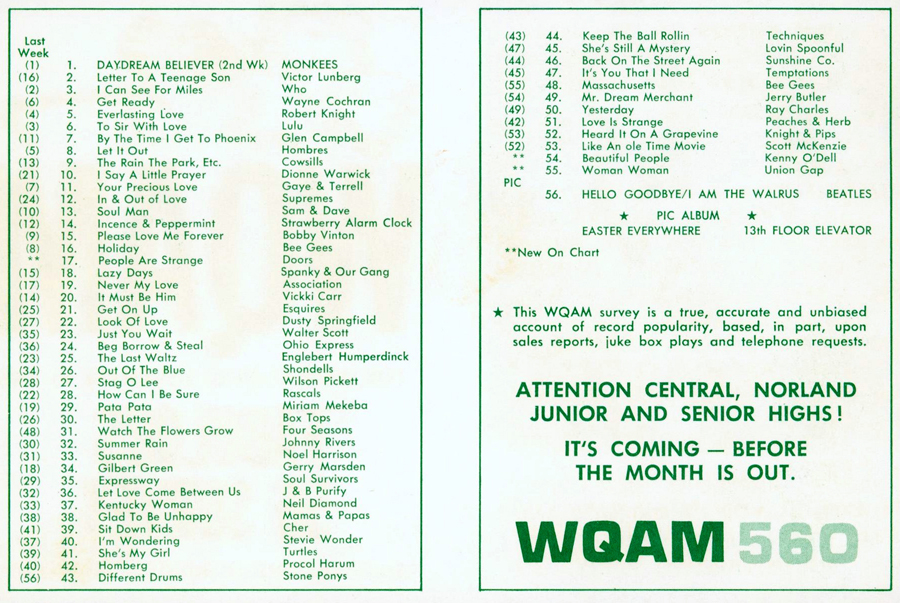 Last
Week
(1) 1. DAYDREAM BELIEVER (2nd Wk) MONKEES
(16) 2. Letter To A Teenage Son Victor Lunberg
(2) 3. I Can See For Miles Who
(6) 4. Get Ready Wayne Cochran
(4) 5. Everlasting Love Robert Knight
(3) 6. To Sir With Love Lulu
(11) 7. By The Time I Get To Phoenix Glen Campbell
(5) 8. Let It Out Hombres
(13) 9. The Rain The Park, Etc. Cowsills
(21) 10. I Say A Little Prayer Dionne Warwick
(7) 11. Your Precious Love Gaye & Terrell
(24) 12. In & Out of Love Supremes
(10) 13. Soul Man Sam & Dave
(12) 14. Incence & Peppermint Strawberry Alarm Clock
(9) 15. Please Love Me Forever Bobby Vinton
(8) 16. Holiday Bee Gees
** 17. People Are Strange Doors
(15) 18. Lazy Days Spanky & Our Gang
(17) 19. Never My Love Association
(14) 20. It Must Be Him Vickki Carr
(25) 21. Get On Up Esquires
(27) 22. Look Of Love Dusty Springfield
(35) 23. Just You Wait Walter Scott
(36) 24. Beg Borrow & Steal Ohio Express
(23) 25. The Last Waltz Englebert Humperdinck
(34) 26. Out Of The Blue Shondells
(28) 27. Stag O Lee Wilson Pickett
(22) 28. How Can I Be Sure Rascals
(19) 29. Pata Pata Miriam Mekeba
(26) 30. The Letter Box Tops
(48) 31. Watch The Flowers Grow Four Seasons
(30) 32. Summer Rain Johnny Rivers
(31) 33. Susanne Noel Harrison
(18) 34. Gilbert Green Gerry Marsden
(29) 35. Expressway Soul Survivors
(32) 36. Let Love Come Between Us J & B Purify
(33) 37. Kentucky Woman Neil Diamond
(38) 38. Glad To Be Unhappy Mamas & Papas
(41) 39. Sit Down Kids Cher
(37) 40. I'm Wondering Stevie Wonder
(39) 41. She's My Girl Turtles
(40) 42. Homberg Procol Harum
(56) 43. Different Drums Stone Ponys
(43) 44. Keep The Ball Rollin Techniques
(47) 45. She's Still A Mystery Lovin Spoonful
(44) 46. Back On The Street Again Sunshine Co.
(45) 47. It's You That I Need Temptations
(55) 48. Massachusetts Bee Gees
(54) 49. Mr. Dream Merchant Jerry Butler
(49) 50. Yesterday Ray Charles
(42) 51. Love Is Strange Peaches & Herb
(53) 52. Heard It On A Grapevine Knight & Pips
(52) 53. Like An ole Time Movie Scott McKenzie
** 54. Beautiful People Kenny O'Dell
** 55. Woman Woman Union Gap
PIC
56. HELLO GOODBYE/I AM THE WALRUS BEATLES
★ PIC ALBUM ★
EASTER EVERYWHERE 13th FLOOR ELEVATOR
**New On Chart
★ This WQAM survey is a true, accurate and unbiased
account of record popularity, based, in part, upon
sales reports, juke box plays and telephone requests.
ATTENTION CENTRAL, NORLAND
JUNIOR AND SENIOR HIGHS!
IT'S COMING — BEFORE
THE MONTH IS OUT.
WQAM 560